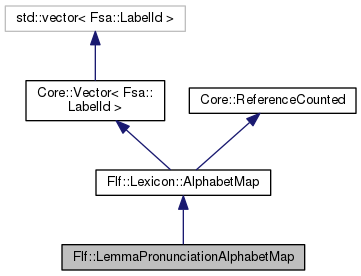 std::vector< Fsa::LabelId >
Core::Vector< Fsa::
LabelId >
Core::ReferenceCounted
Flf::Lexicon::AlphabetMap
Flf::LemmaPronunciationAlphabetMap